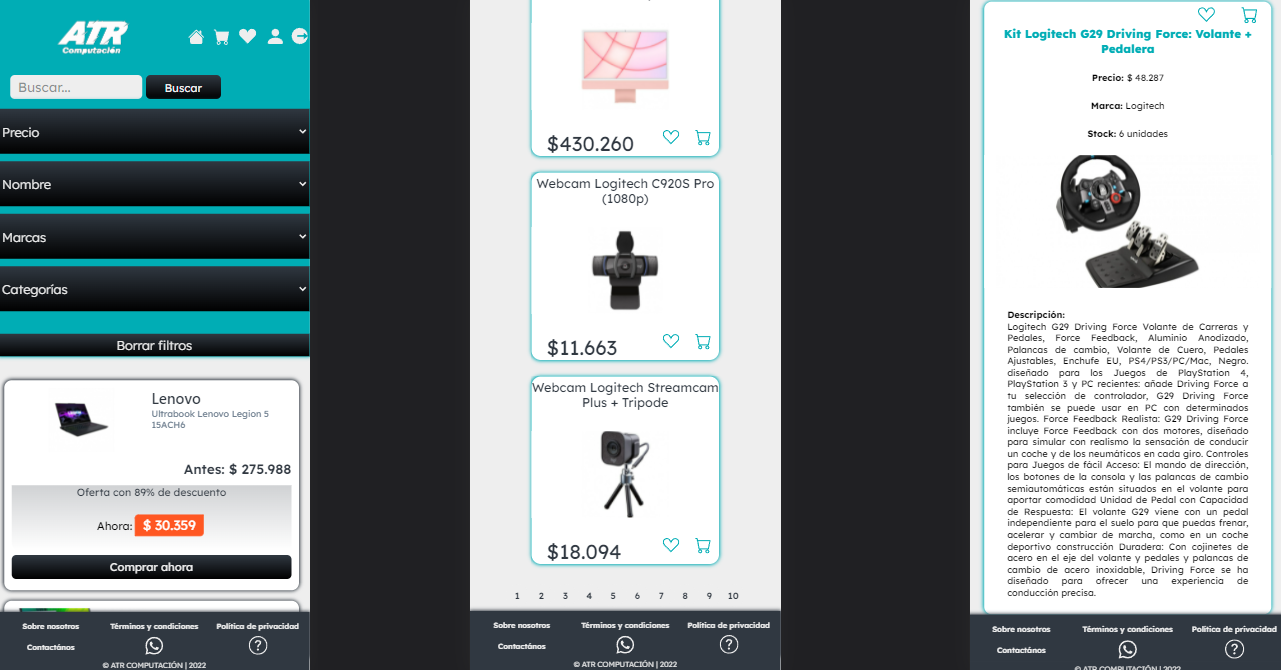 ATR
Computación
Buscar...
Buscar
Precio
Nombre
Marcas
Categorías
Borrar filtros
Lenovo
Ultrabook Lenovo Legion 5
15ACH6
Antes: $ 275.988
Oferta con 89% de descuento
Ahora: $ 30.359
Comprar ahora
Sobre nosotros
Términos y condiciones
Política de privacidad
Contactános
© ATR COMPUTACIÓN | 2022
$430.260
Webcam Logitech C920S Pro
(1080p)
$11.663
Webcam Logitech Streamcam
Plus + Tripode
$18.094
1 2 3 4 5 6 7 8 9 10
Sobre nosotros
Términos y condiciones
Política de privacidad
Contactános
© ATR COMPUTACIÓN | 2022
Kit Logitech G29 Driving Force: Volante +
Pedalera
Precio: $ 48.287
Marca: Logitech
Stock: 6 unidades
Descripción:
Logitech G29 Driving Force Volante de Carreras y
Pedales, Force Feedback, Aluminio Anodizado,
Palancas de cambio, Volante de Cuero, Pedales
Ajustables, Enchufe EU, PS4/PS3/PC/Mac, Negro.
diseñado para los Juegos de PlayStation 4,
PlayStation 3 y PC recientes: añade Driving Force a
tu selección de controlador, G29 Driving Force
también se puede usar en PC con determinados
juegos. Force Feedback Realista: G29 Driving Force
incluye Force Feedback con dos motores, diseñado
para simular con realismo la sensación de conducir
un coche y de los neumáticos en cada giro. Controles
para Juegos de fácil Acceso: El mando de dirección,
los botones de la consola y las palancas de cambio
semiautomáticas están situados en el volante para
aportar comodidad Unidad de Pedal con Capacidad
de Respuesta: El volante G29 viene con un pedal
independiente para el suelo para que puedas frenar,
acelerar y cambiar de marcha, como en un coche
deportivo construcción Duradera: Con cojinetes de
acero en el eje del volante y pedales y palancas de
cambio de acero inoxidable, Driving Force se ha
diseñado para ofrecer una experiencia de
conducción precisa.
Sobre nosotros
Términos y condiciones
Política de privacidad
Contactános
© ATR COMPUTACIÓN | 2022